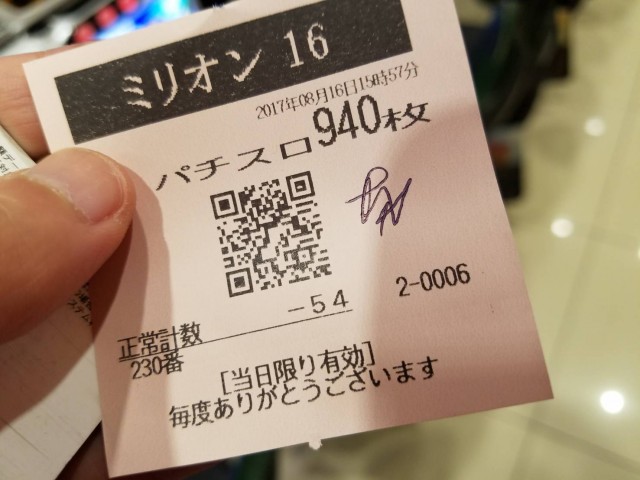 ミリオン 16
2017年08月16日15時57分
パチスロ940枚
-54
2-0006
正常計数
230番
[当日限り有効]
毎度ありがとうございます